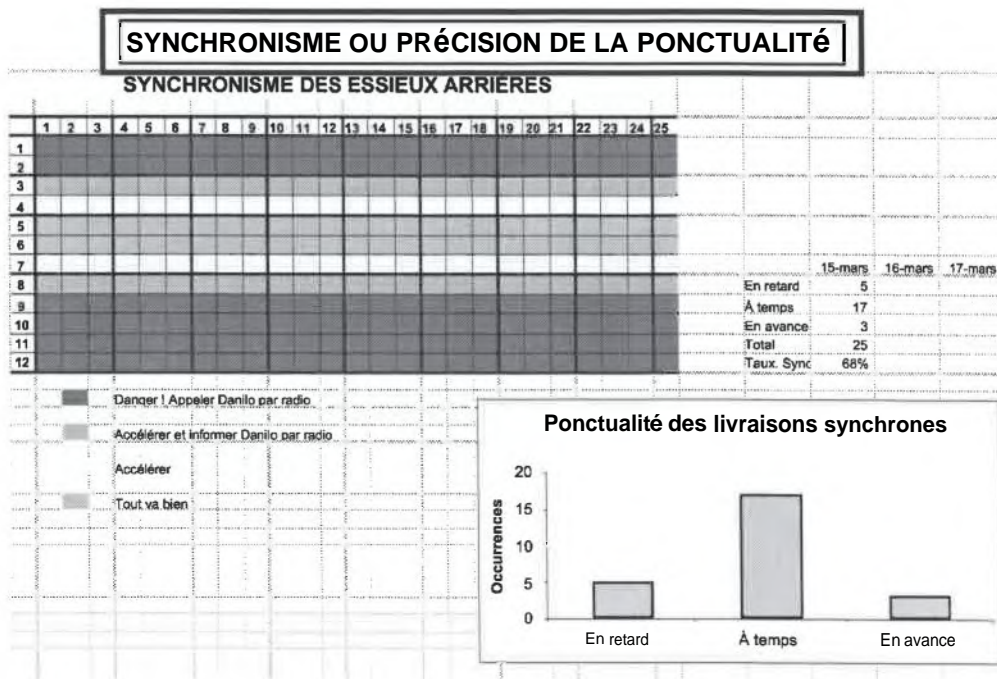 SYNCHRONISME OU PRéCISION DE LA PONCTUALITé
SYNCHRONISME DES ESSIEUX ARRIÈRES
1 2 3 4 5 6 7 8 9 10 11 12 13 14 15 16 17 18 19 20 21 22 23 24 25
1
2
3
4
5
6
7
8
9
10
11
12
15-mars 16-mars 17-mars
En retard 5
À temps 17
En avance 3
Total 25
Taux. Sync 68%
Danger ! Appeler Danilo par radio
Accélérer et informer Danilo par radio
Accélérer
Tout va bien
Ponctualité des livraisons synchrones
Occurrences
20
15
10
5
0
En retard À temps En avance